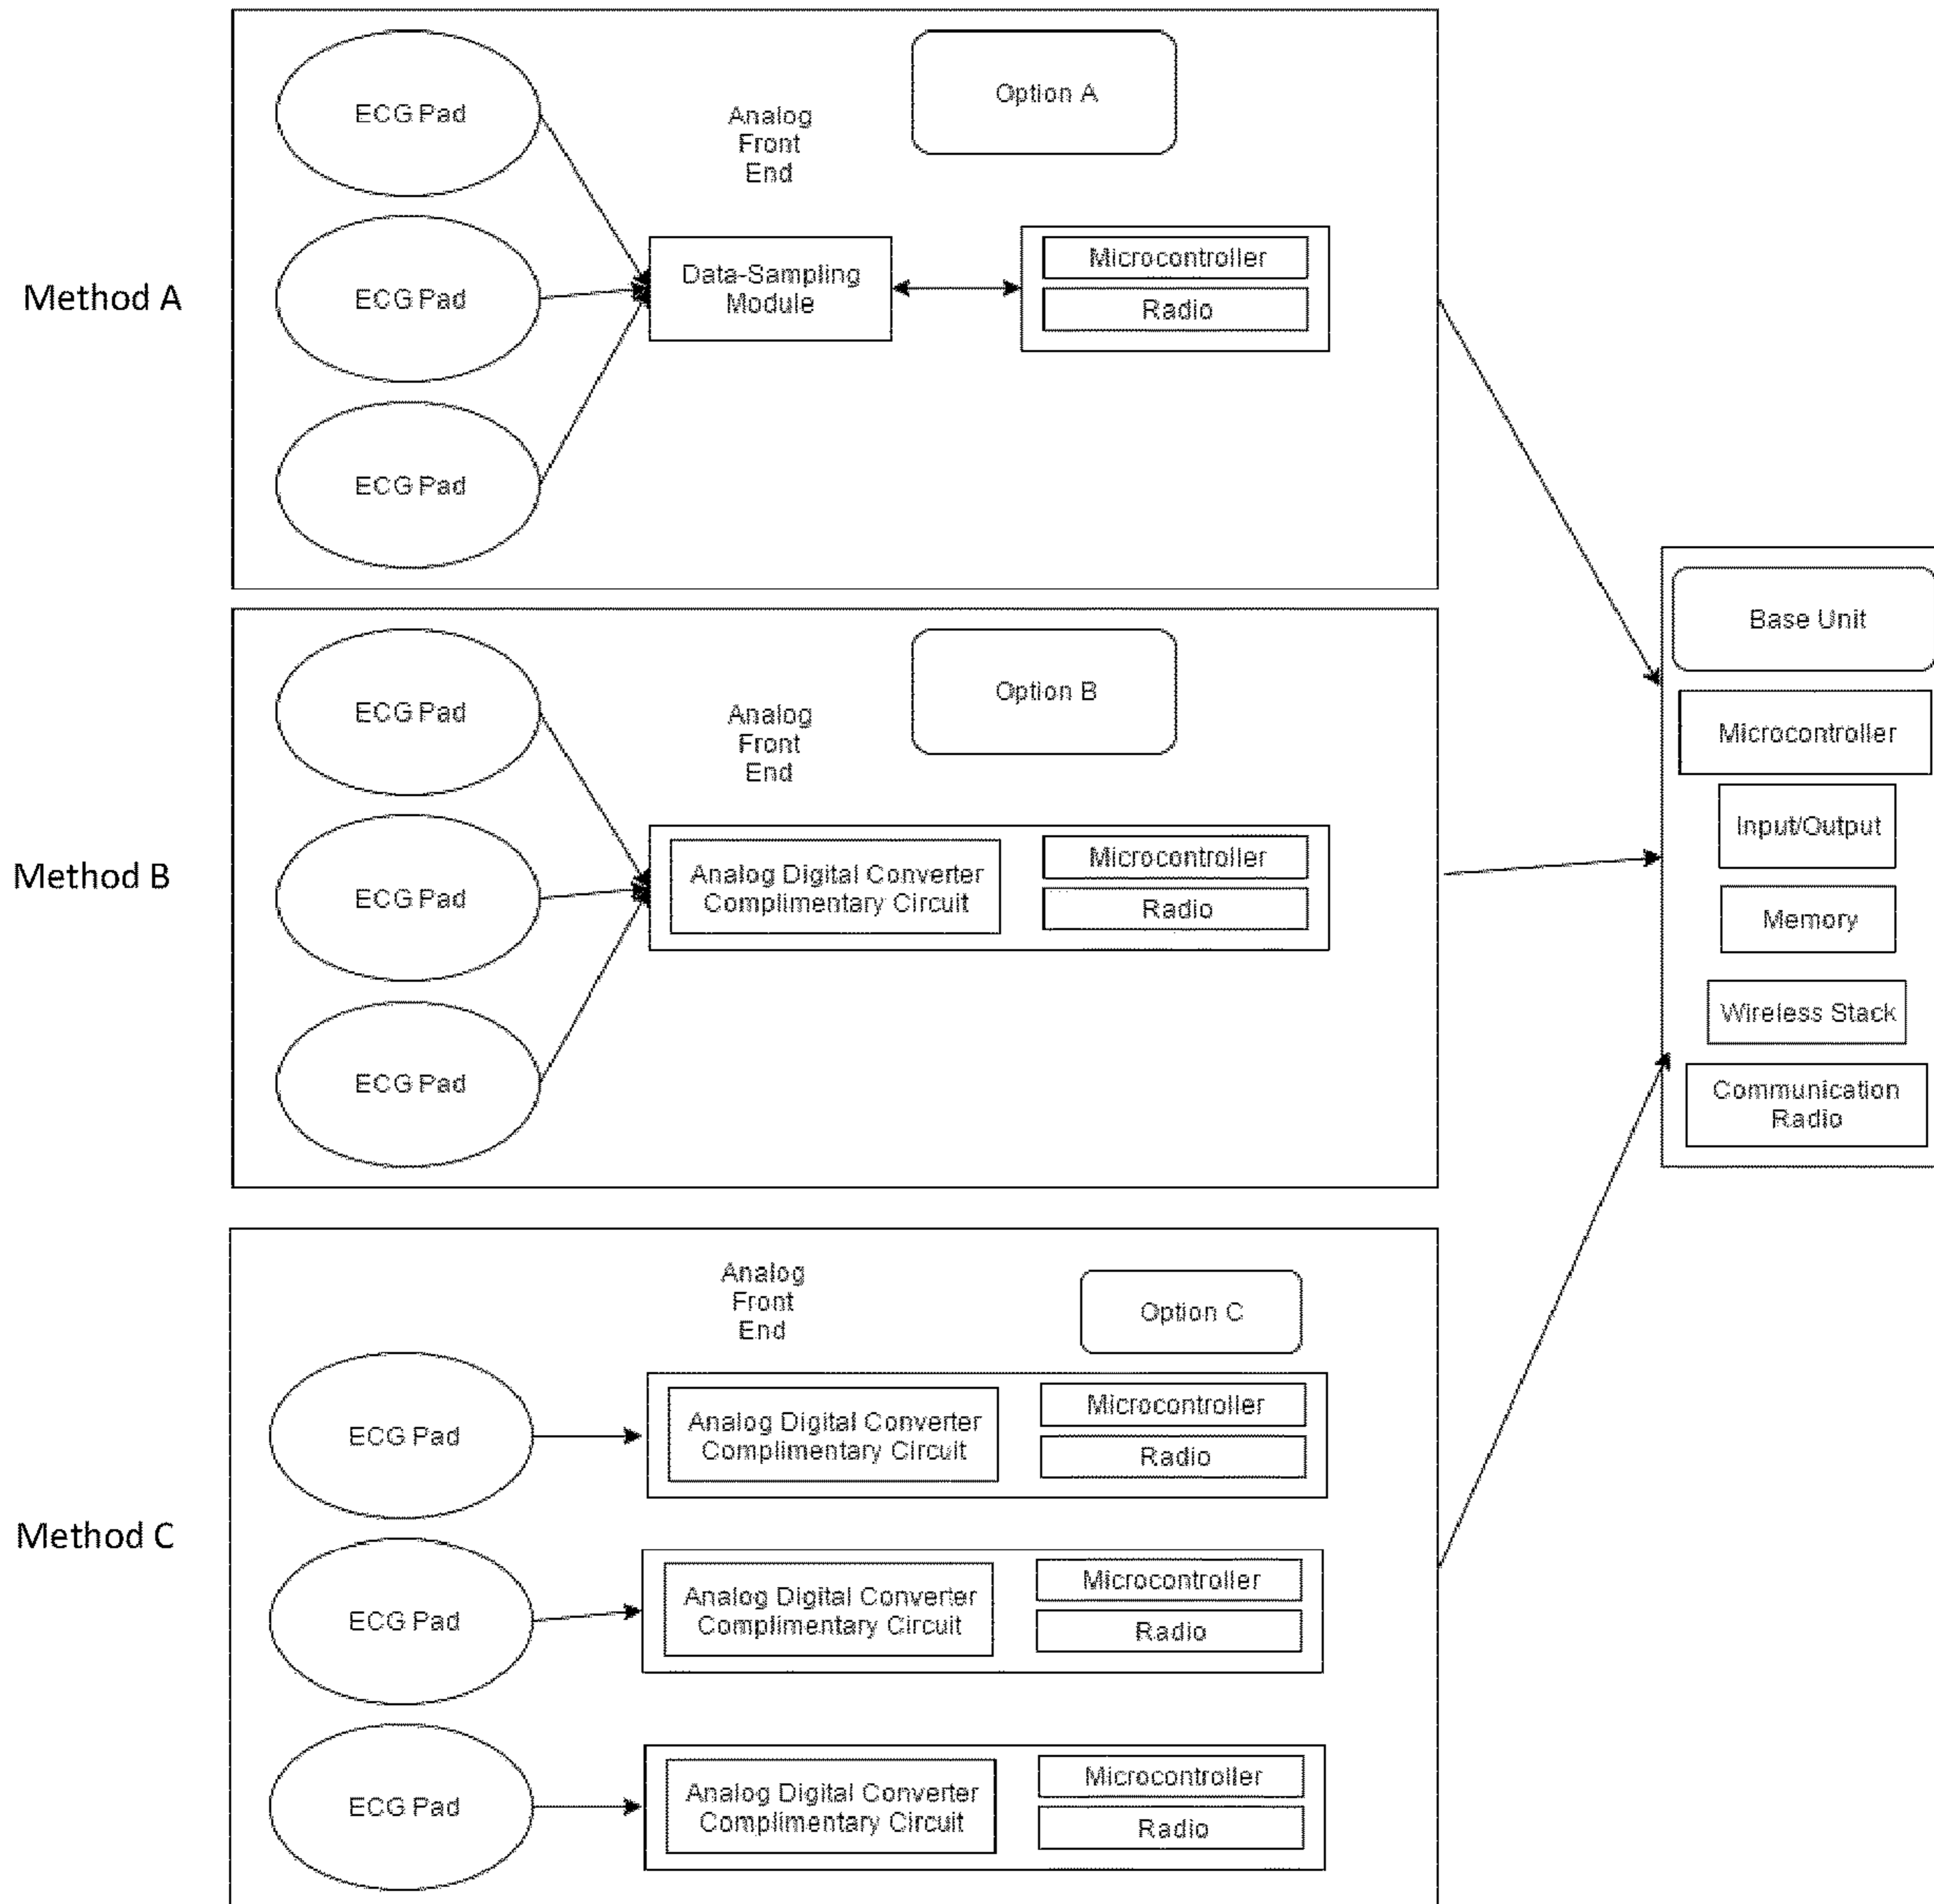 Method A
ECG Pad
ECG Pad
ECG Pad
Analog
Front
End
Option A
Data-Sampling
Module
Microcontroller
Radio
Method B
ECG Pad
ECG Pad
ECG Pad
Analog
Front
End
Option B
Analog Digital Converter
Complimentary Circuit
Microcontroller
Radio
Method C
Analog
Front
End
Option C
ECG Pad
Analog Digital Converter
Complimentary Circuit
Microcontroller
Radio
ECG Pad
Analog Digital Converter
Complimentary Circuit
Microcontroller
Radio
ECG Pad
Analog Digital Converter
Complimentary Circuit
Microcontroller
Radio
Base Unit
Microcontroller
Input/Output
Memory
Wireless Stack
Communication
Radio